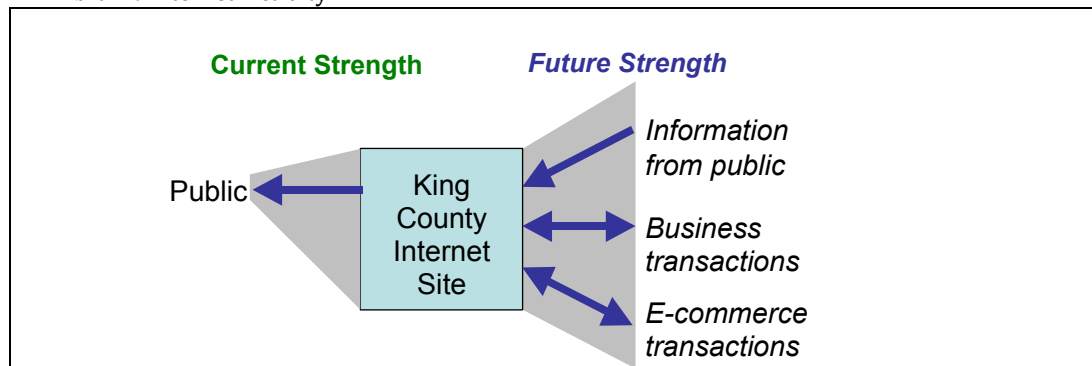 Current Strength
Future Strength
Public
King
County
Internet
Site
Information
from public
Business
transactions
E-commerce
transactions